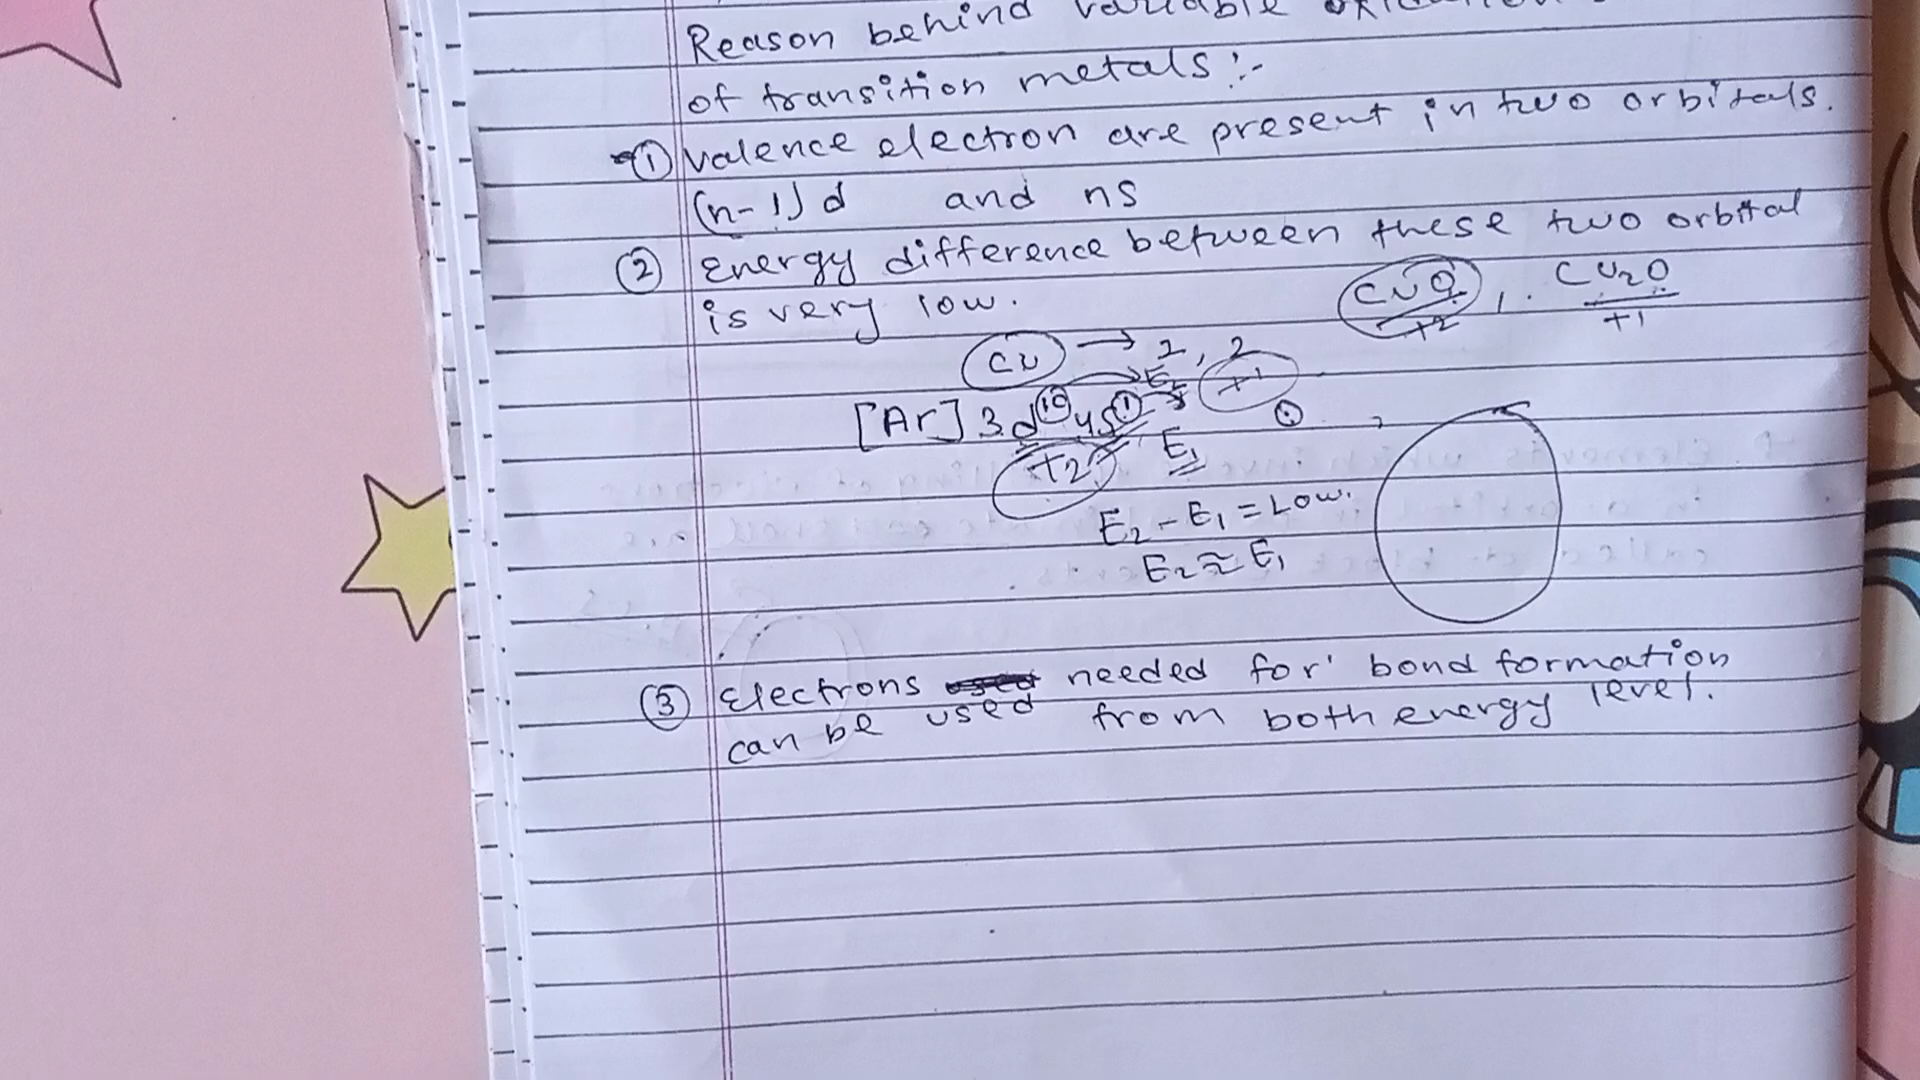 Reason behind variable
of transition metals :-
① Valence electron are present in two orbitals.
(n-1) d and ns
② Energy difference between these two orbital
is very low.
CuO , Cu2O
+2 +1
Cu → 1, 2
+1
[Ar] 3d10 4s1
+2 E1
E2 - E1 = Low.
E2 ≈ E1
③ Electrons needed for bond formation
can be used from both energy level.